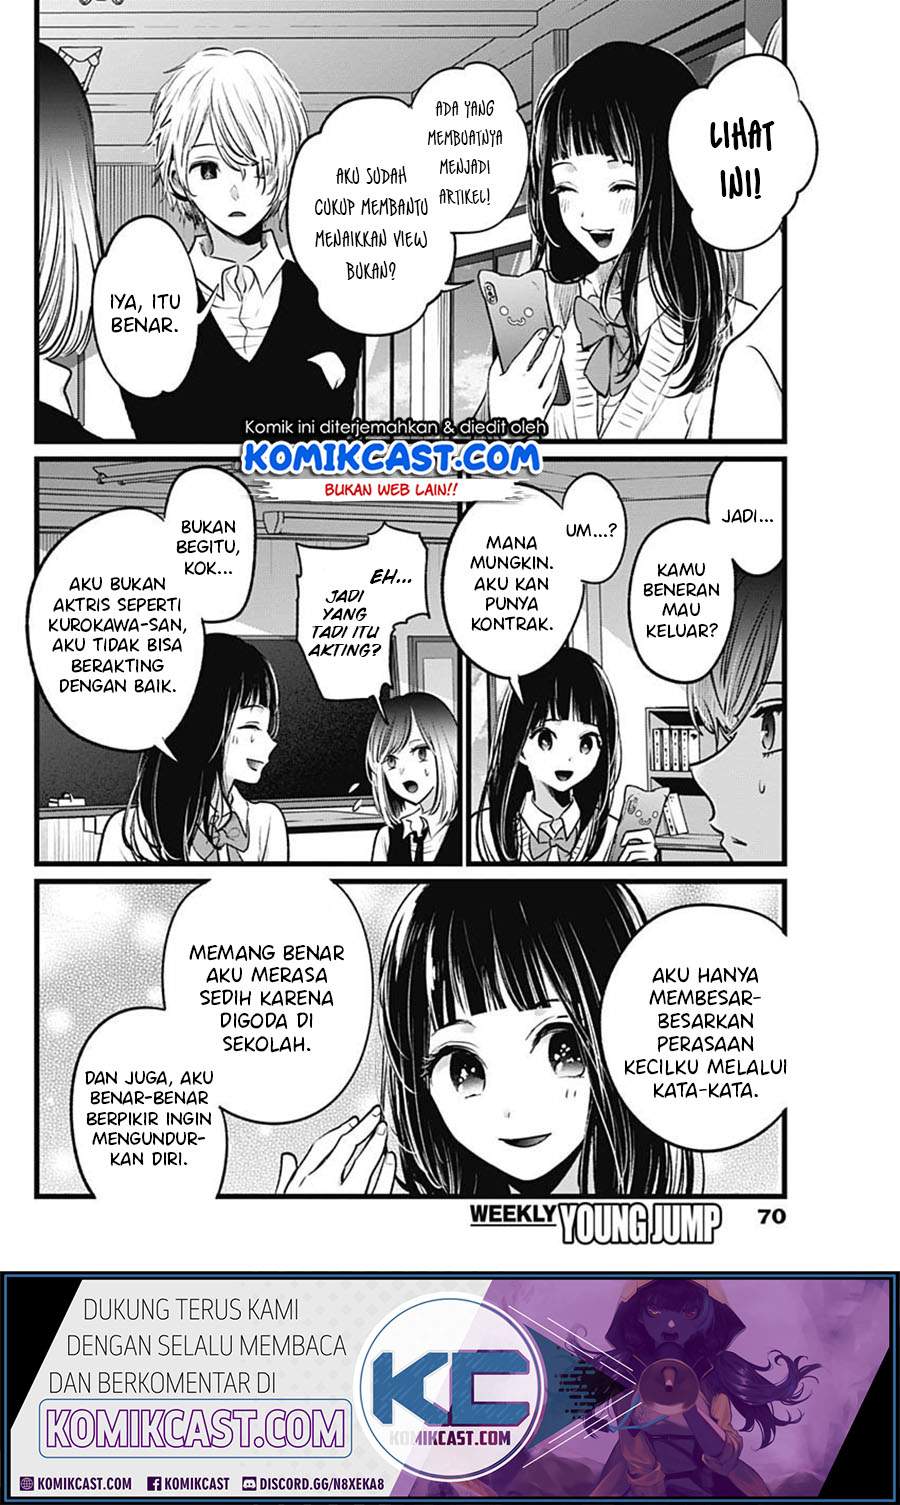 LIHAT
INI!
ADA YANG
MEMBUATNYA
MENJADI
ARTIKEL!
AKU SUDAH
CUKUP MEMBANTU
MENAIKKAN VIEW
BUKAN?
IYA, ITU
BENAR.
Komik ini diterjemahkan & diedit oleh
KOMIKCAST.COM
BUKAN WEB LAIN!!
JADI...
KAMU
BENERAN
MAU
KELUAR?
UM...?
MANA
MUNGKIN.
AKU KAN
PUNYA
KONTRAK.
EH...
JADI
YANG
TADI ITU
AKTING?
BUKAN
BEGITU,
KOK...
AKU BUKAN
AKTRIS SEPERTI
KUROKAWA-SAN,
AKU TIDAK BISA
BERAKTING
DENGAN BAIK.
AKU HANYA
MEMBESAR-
BESARKAN
PERASAAN
KECILKU MELALUI
KATA-KATA.
MEMANG BENAR
AKU MERASA
SEDIH KARENA
DIGODA DI
SEKOLAH.
DAN JUGA, AKU
BENAR-BENAR
BERPIKIR INGIN
MENGUNDUR-
KAN DIRI.
WEEKLY YOUNG JUMP 70
DUKUNG TERUS KAMI
DENGAN SELALU MEMBACA
DAN BERKOMENTAR DI
KOMIKCAST.COM
KC
KOMIKCAST.COM
KOMIKCAST.COM KOMIKCAST DISCORD.GG/N8XEKA8